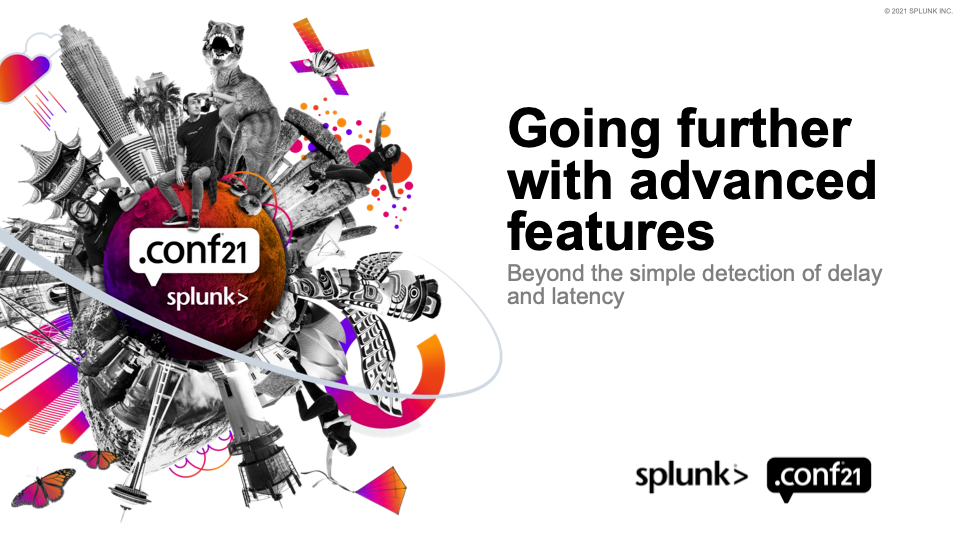 © 2021 SPLUNK INC.
Going further
with advanced
features
Beyond the simple detection of delay
and latency
.conf21
splunk>
splunk> .conf21